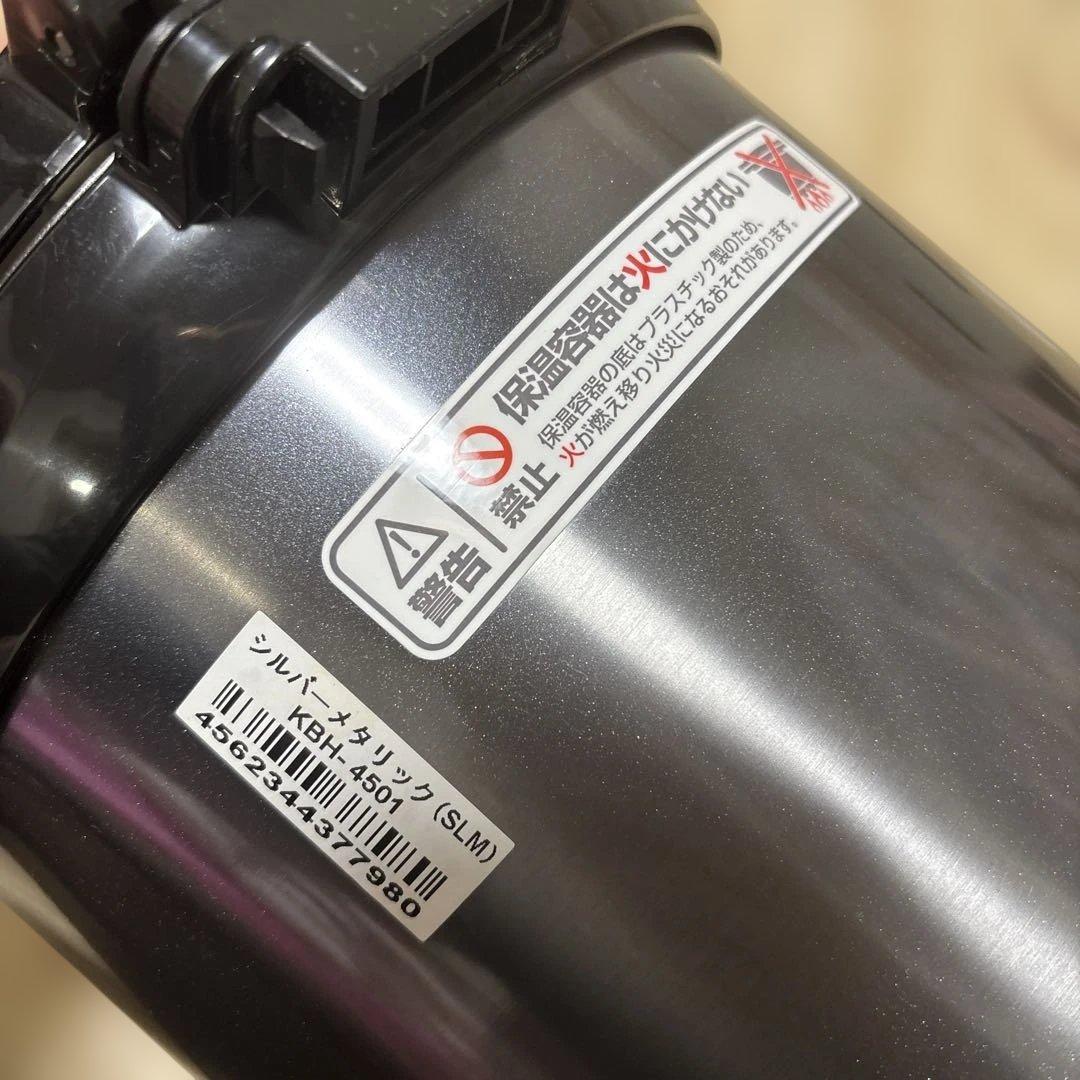 警告
禁止
保温容器は火にかけない
保温容器の底はプラスチック製のため、
火が燃え移り火災になるおそれがあります。
シルバーメタリック(SLM)
KBH-4501
4562344377980